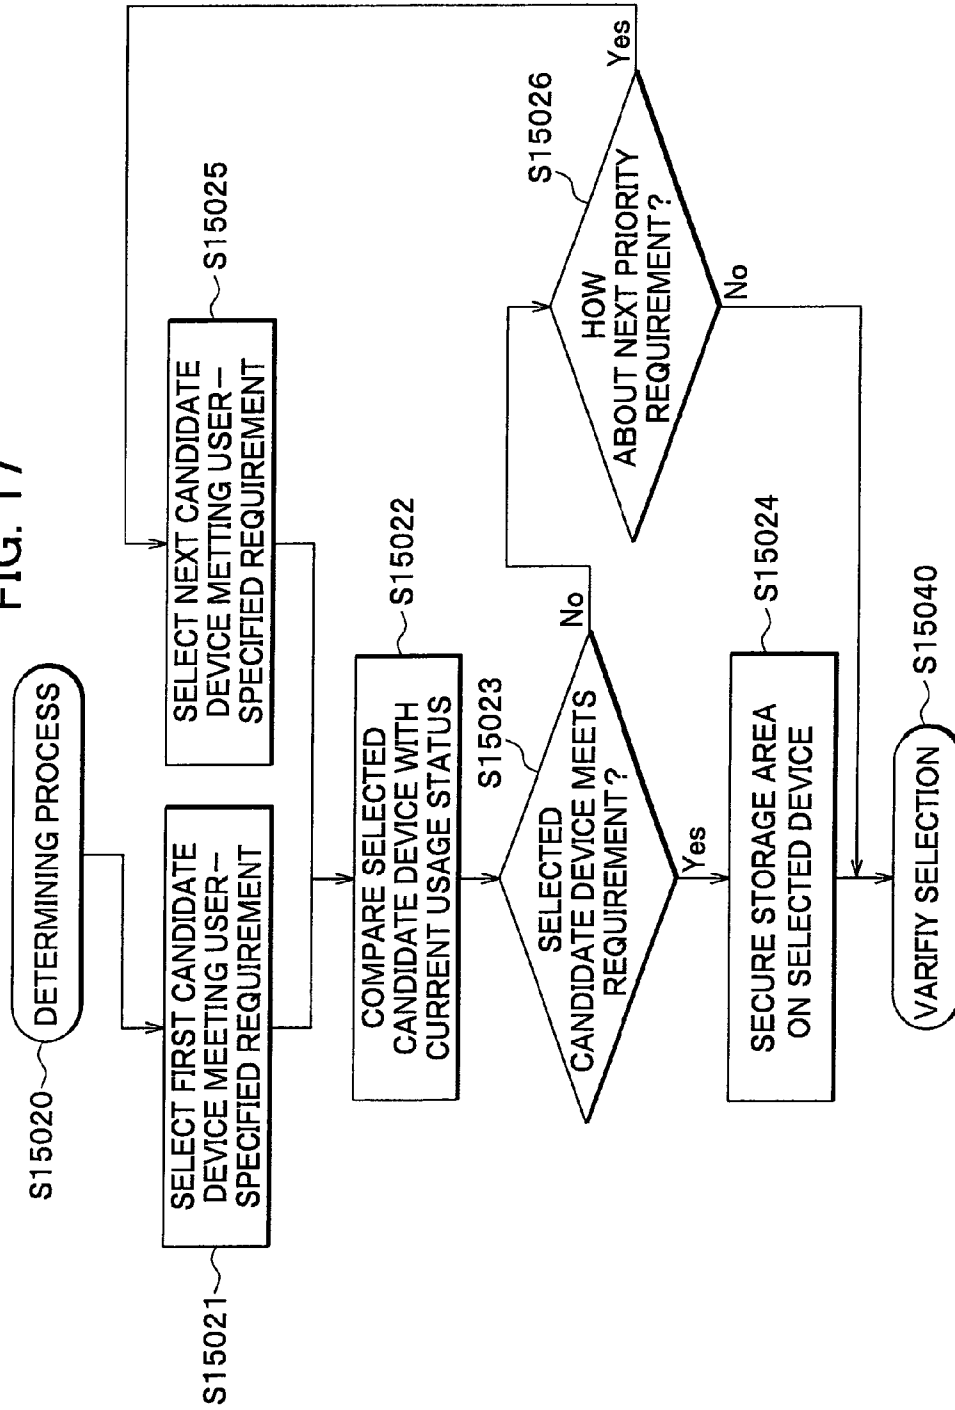 FIG. 17
S15020
DETERMINING PROCESS
S15021
SELECT FIRST CANDIDATE
DEVICE MEETING USER-
SPECIFIED REQUIREMENT
SELECT NEXT CANDIDATE
DEVICE METTING USER-
SPECIFIED REQUIREMENT
S15025
COMPARE SELECTED
CANDIDATE DEVICE WITH
CURRENT USAGE STATUS
S15022
SELECTED
CANDIDATE DEVICE MEETS
REQUIREMENT?
S15023
No
Yes
HOW
ABOUT NEXT PRIORITY
REQUIREMENT?
S15026
Yes
No
SECURE STORAGE AREA
ON SELECTED DEVICE
S15024
VARIFIY SELECTION
S15040